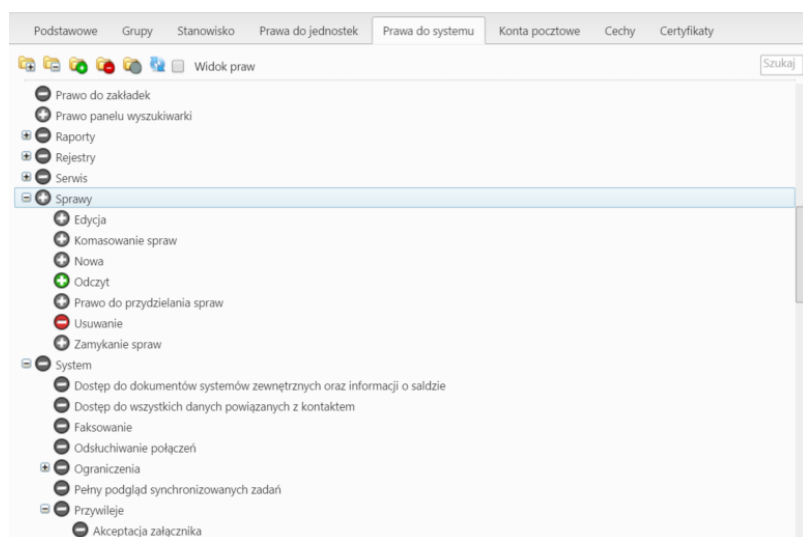 Podstawowe Grupy Stanowisko Prawa do jednostek Prawa do systemu Konta pocztowe Cechy Certyfikaty
Widok praw Szukaj
Prawo do zakładek
Prawo panelu wyszukiwarki
Raporty
Rejestry
Serwis
Sprawy
Edycja
Komasowanie spraw
Nowa
Odczyt
Prawo do przydzielania spraw
Usuwanie
Zamykanie spraw
System
Dostęp do dokumentów systemów zewnętrznych oraz informacji o saldzie
Dostęp do wszystkich danych powiązanych z kontaktem
Faksowanie
Odsłuchiwanie połączeń
Ograniczenia
Pełny podgląd synchronizowanych zadań
Przywileje
Akceptacja załącznika